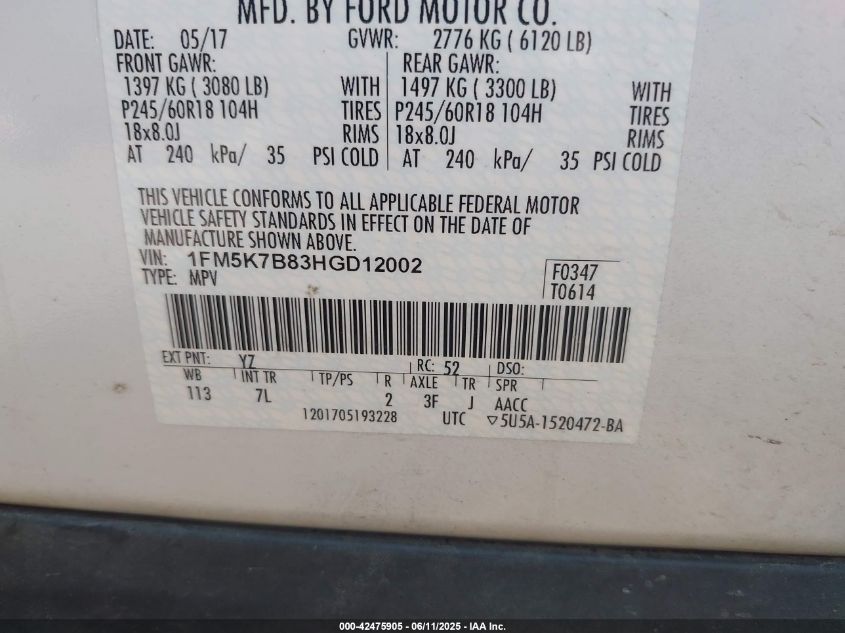 MFD. BY FORD MOTOR CO.
DATE: 05/17 GVWR: 2776 KG ( 6120 LB)
FRONT GAWR: REAR GAWR:
1397 KG ( 3080 LB) WITH 1497 KG ( 3300 LB) WITH
P245/60R18 104H TIRES P245/60R18 104H TIRES
18x8.0J RIMS 18x8.0J RIMS
AT 240 kPa/ 35 PSI COLD AT 240 kPa/ 35 PSI COLD
THIS VEHICLE CONFORMS TO ALL APPLICABLE FEDERAL MOTOR
VEHICLE SAFETY STANDARDS IN EFFECT ON THE DATE OF
MANUFACTURE SHOWN ABOVE.
VIN: 1FM5K7B83HGD12002
TYPE: MPV
F0347
T0614
EXT PNT: YZ RC: 52 DSO:
WB INT TR TP/PS R AXLE TR SPR
113 7L 2 3F J AACC
1201705193228 UTC ▽5U5A-1520472-BA
000-42475905 - 06/11/2025 - IAA Inc.